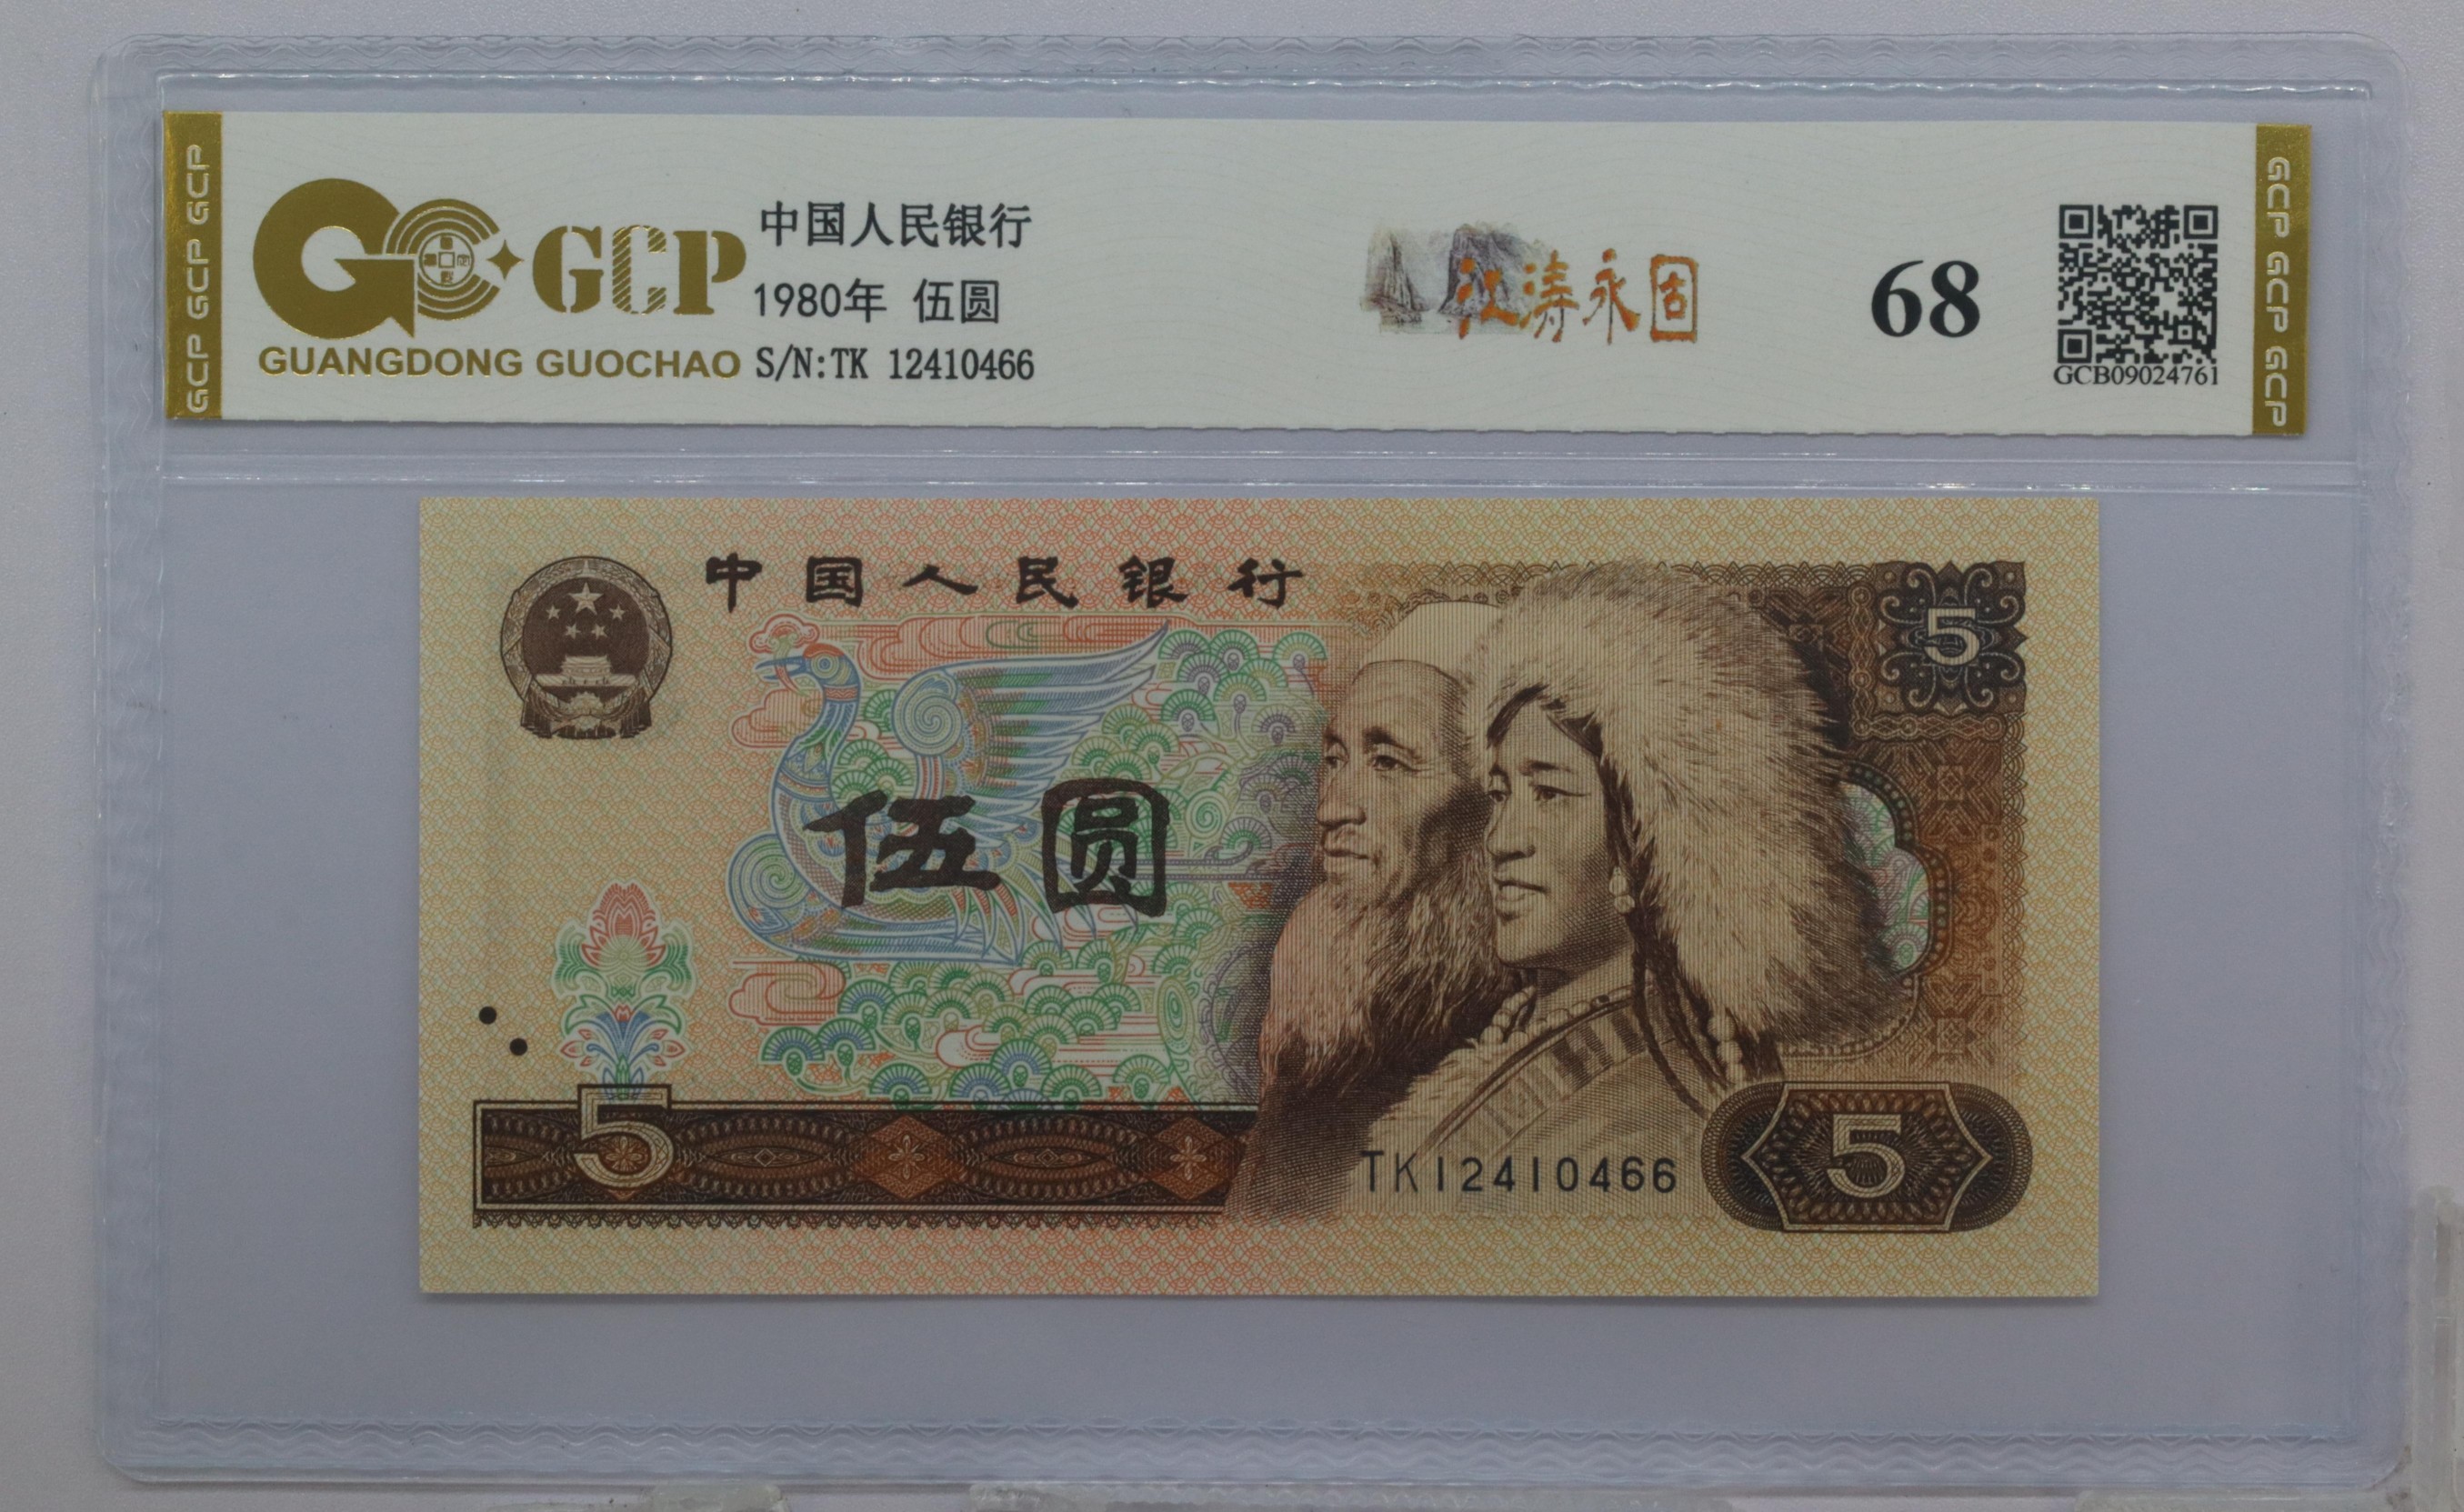 GCP GCP GCP
GCP
GUANGDONG GUOCHAO
中国人民银行
1980年 伍圆
S/N:TK 12410466
江涛永固
68
GCB09024761
GCP GCP GCP
中国人民银行
5
伍圆
5
TK12410466
5